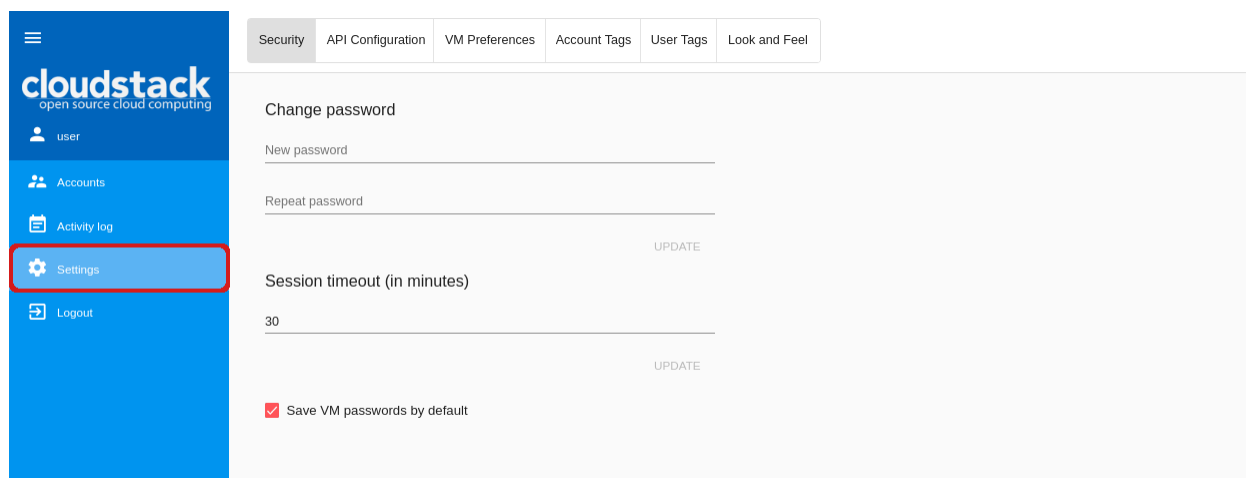 cloudstack
open source cloud computing
user
Accounts
Activity log
Settings
Logout
Security API Configuration VM Preferences Account Tags User Tags Look and Feel
Change password
New password
Repeat password
UPDATE
Session timeout (in minutes)
30
UPDATE
Save VM passwords by default